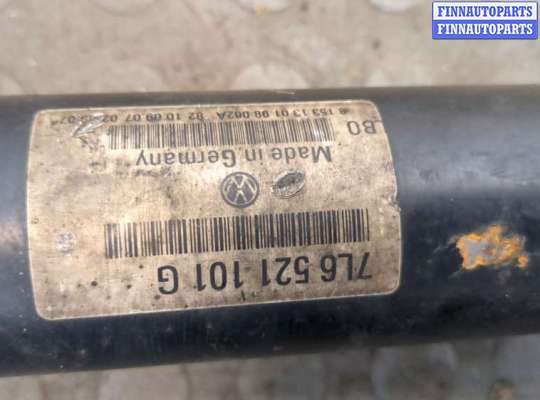 FINNAUTOPARTS
FINNAUTOPARTS
7L6 521 101 G
Made in Germany
BO